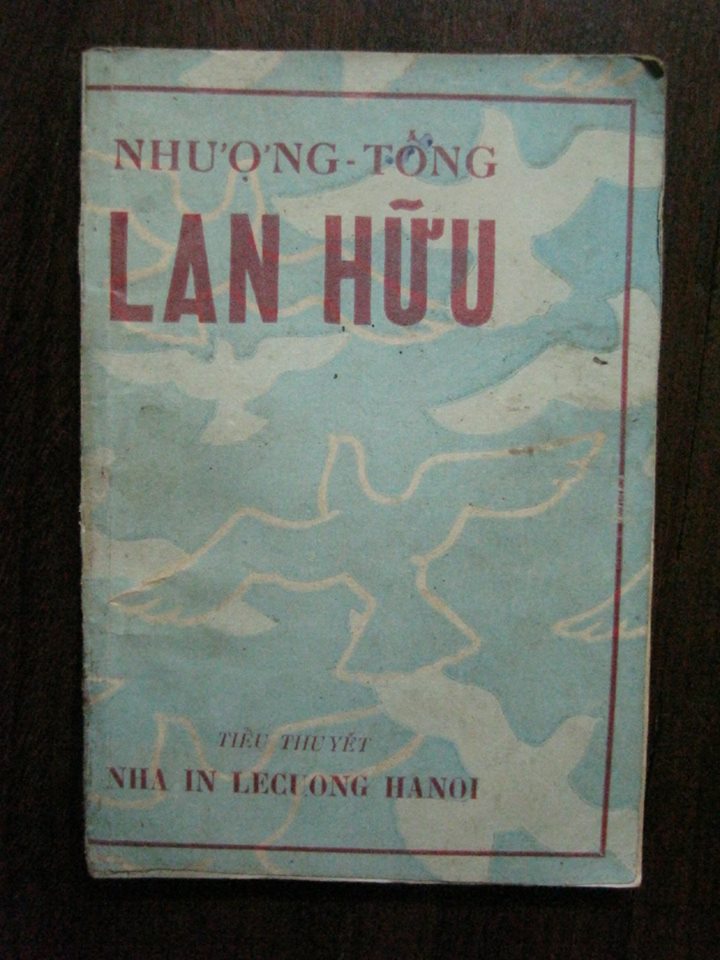 NHƯỢNG-TỐNG
LAN HỮU
TIỂU THUYẾT
NHA IN LECUONG HANOI